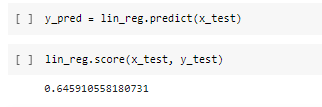 [ ] y_pred = lin_reg.predict(x_test)
[ ] lin_reg.score(x_test, y_test)
0.645910558180731